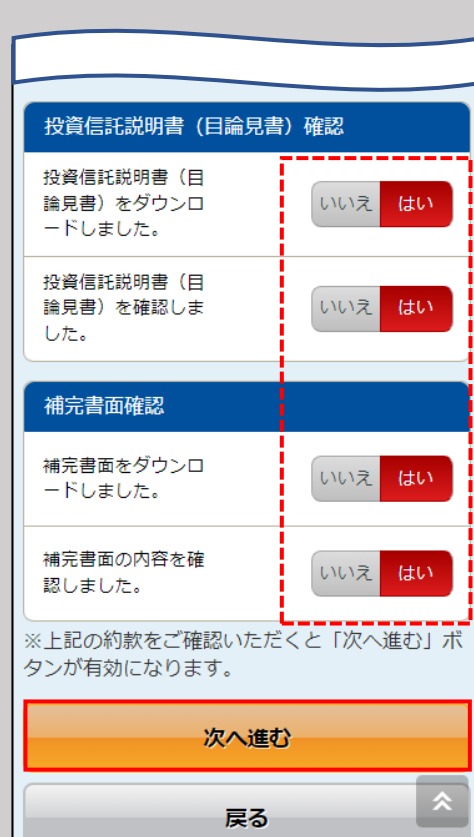 投資信託説明書（目論見書）確認
投資信託説明書（目
論見書）をダウンロ
ードしました。
いいえ はい
投資信託説明書（目
論見書）を確認しま
した。
いいえ はい
補完書面確認
補完書面をダウンロ
ードしました。
いいえ はい
補完書面の内容を確
認しました。
いいえ はい
※上記の約款をご確認いただくと「次へ進む」ボ
タンが有効になります。
次へ進む
戻る